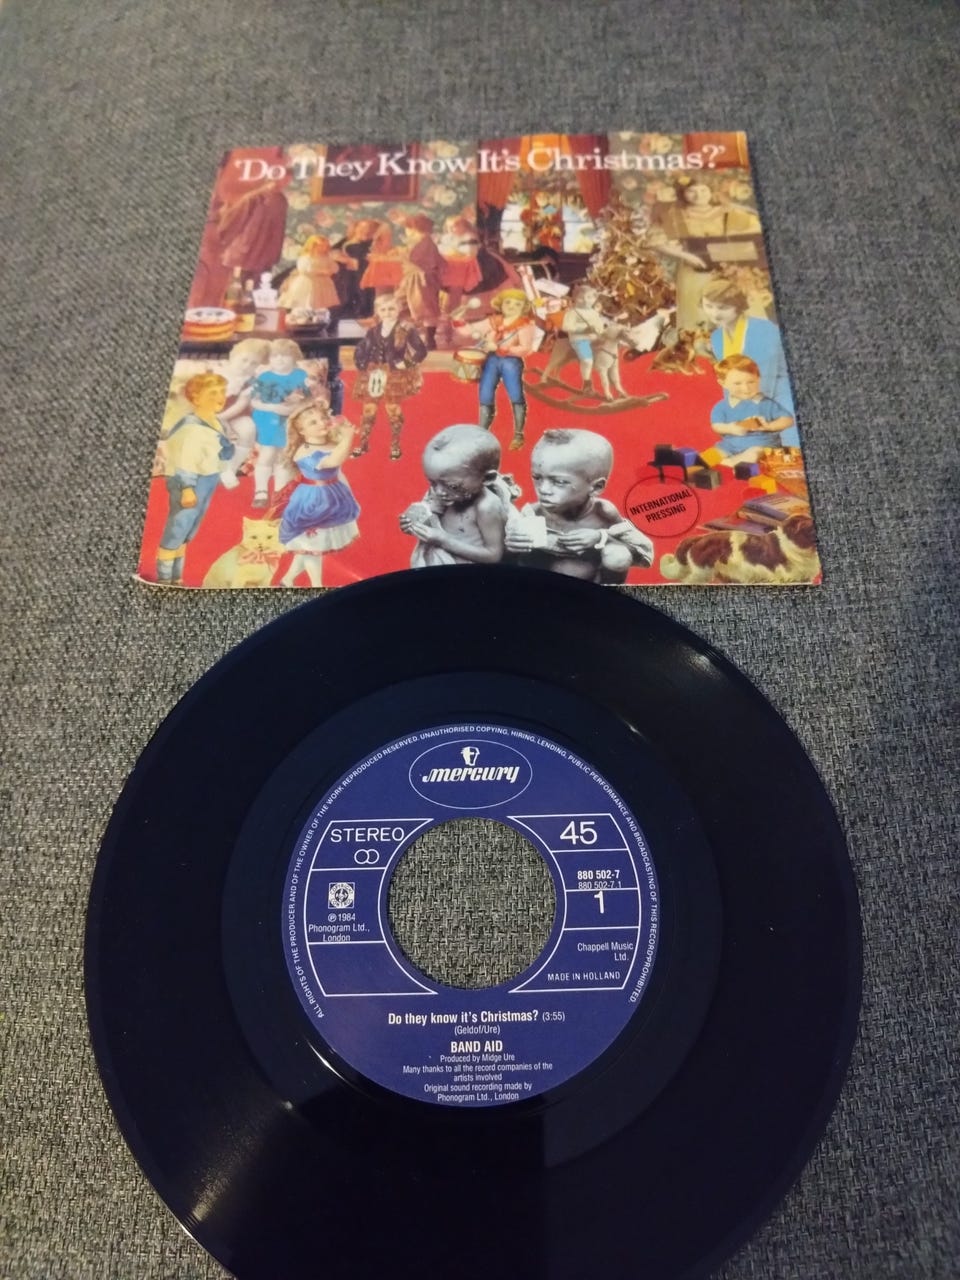 'Do They Know It's Christmas?'
INTERNATIONAL
PRESSING
ALL RIGHTS OF THE PRODUCER AND OF THE OWNER OF THE WORK REPRODUCED RESERVED. UNAUTHORISED COPYING, HIRING, LENDING, PUBLIC PERFORMANCE AND BROADCASTING OF THIS RECORD PROHIBITED.
mercury
STEREO
45
880 502-7
880 502-7.1
1
℗ 1984
Phonogram Ltd.,
London
Chappell Music
Ltd.
MADE IN HOLLAND
Do they know it's Christmas? (3:55)
(Geldof/Ure)
BAND AID
Produced by Midge Ure
Many thanks to all the record companies of the
artists involved
Original sound recording made by
Phonogram Ltd., London